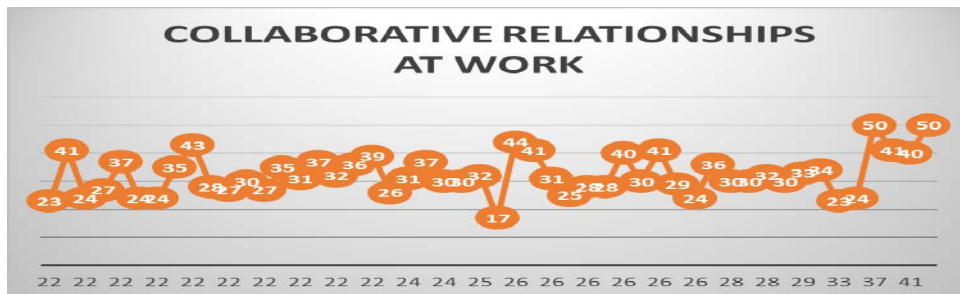 COLLABORATIVE RELATIONSHIPS
AT WORK
23 41 24 27 37 24 24 35 43 28 27 30 27 35 31 37 32 36 39 26 31 37 30 30 32 17 44 41 31 25 28 28 40 30 41 29 24 36 30 30 32 30 33 34 23 24 50 41 40 50
22 22 22 22 22 22 22 22 22 22 24 24 25 26 26 26 26 26 26 28 28 29 33 37 41